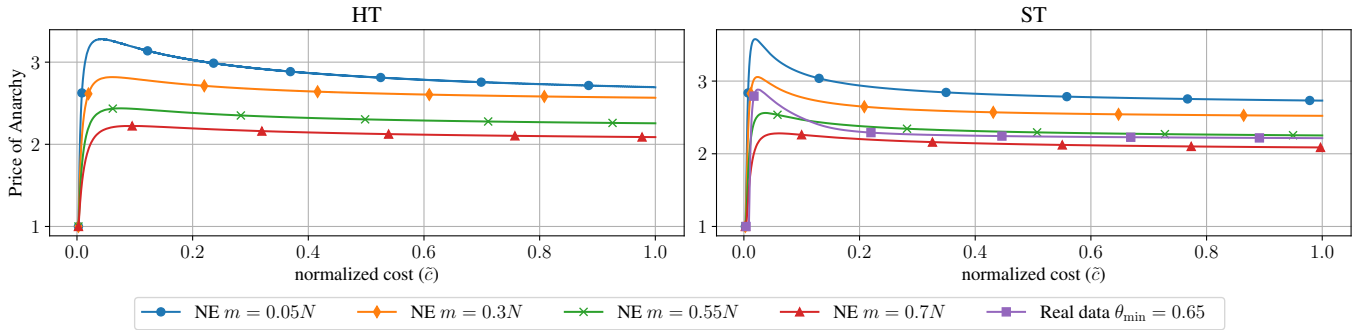 HT
ST
Price of Anarchy
3
2
1
0.0 0.2 0.4 0.6 0.8 1.0
normalized cost (c̃)
3
2
1
0.0 0.2 0.4 0.6 0.8 1.0
normalized cost (c̃)
NE m = 0.05N NE m = 0.3N NE m = 0.55N NE m = 0.7N Real data θmin = 0.65